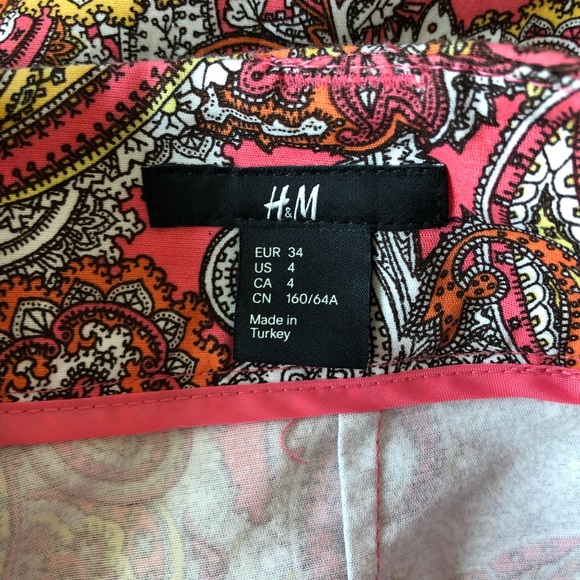 H&M
EUR 34
US 4
CA 4
CN 160/64A
Made in
Turkey